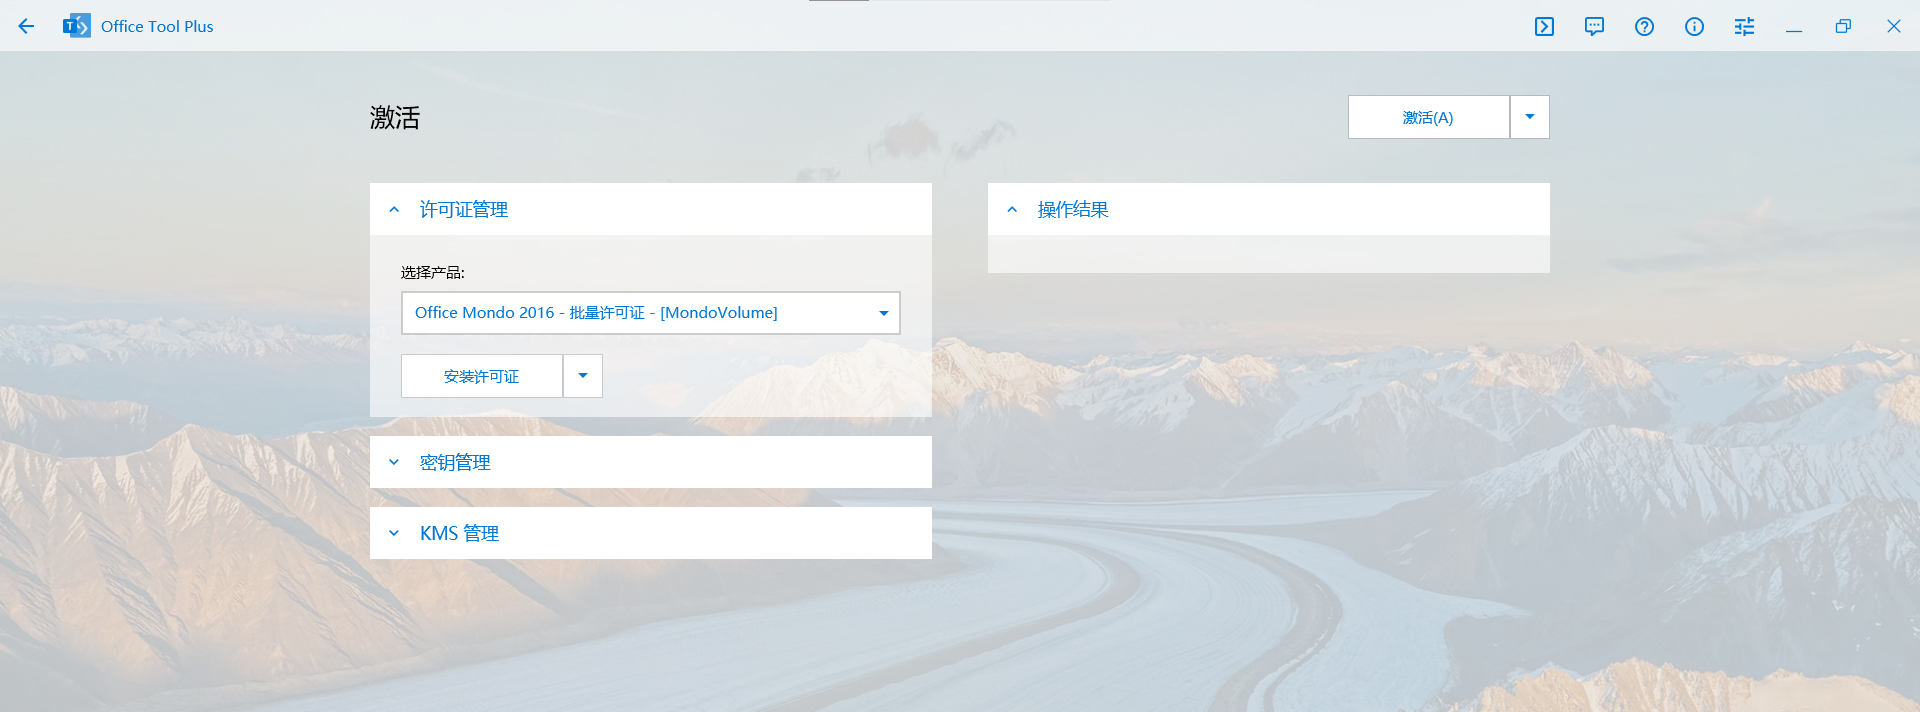 Office Tool Plus
激活
激活(A)
许可证管理
选择产品:
Office Mondo 2016 - 批量许可证 - [MondoVolume]
安装许可证
密钥管理
KMS 管理
操作结果